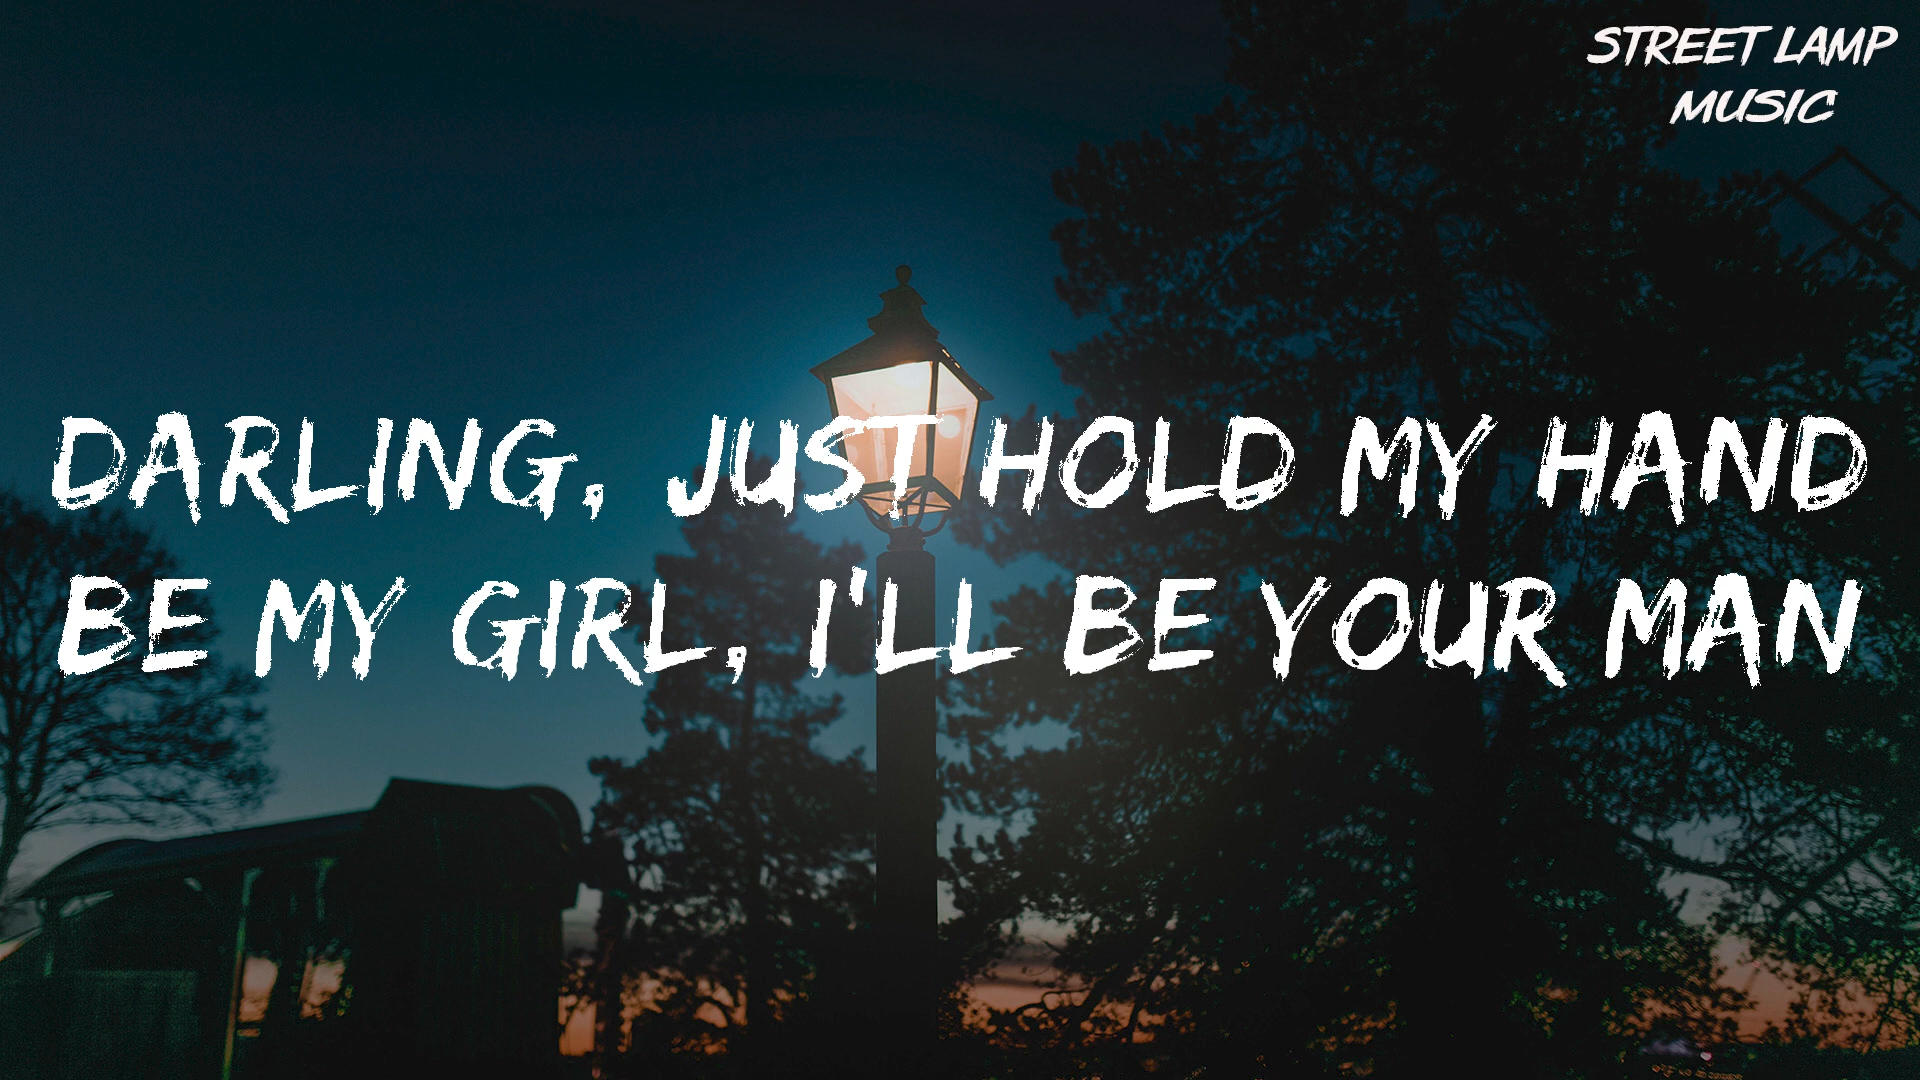 STREET LAMP
MUSIC
DARLING, JUST HOLD MY HAND
BE MY GIRL, I'LL BE YOUR MAN